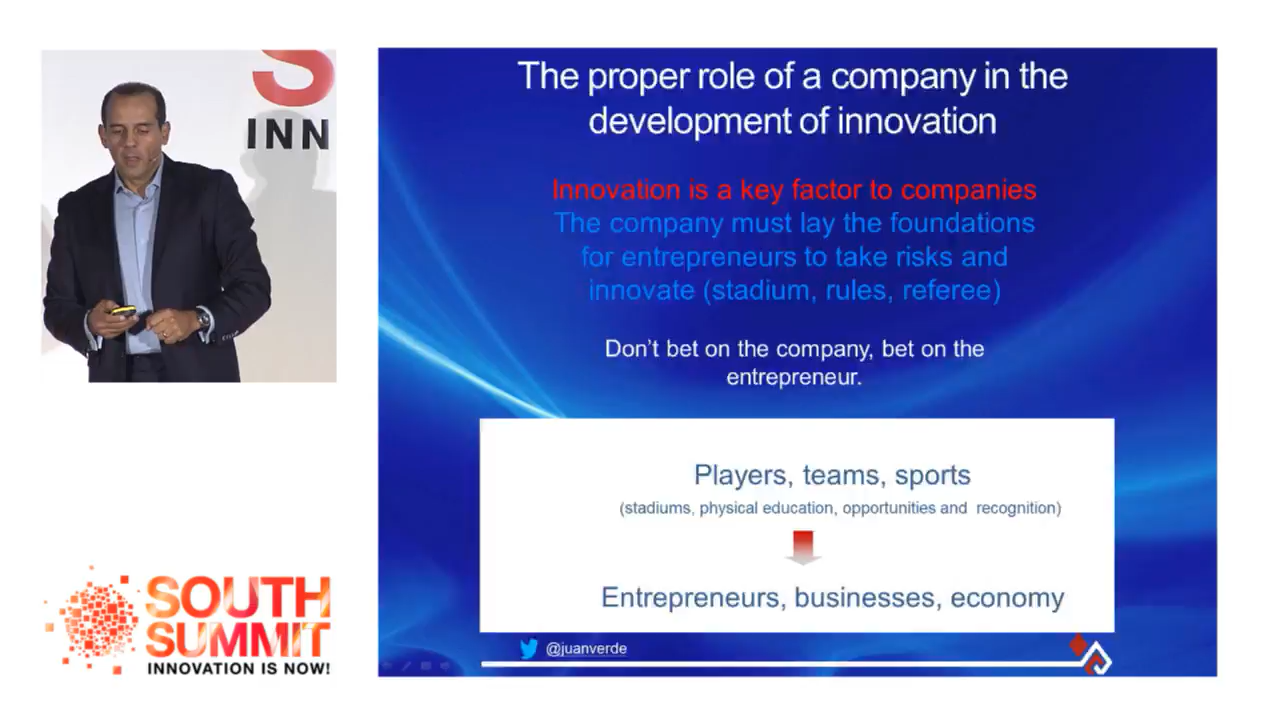 S
INN
The proper role of a company in the
development of innovation
Innovation is a key factor to companies
The company must lay the foundations
for entrepreneurs to take risks and
innovate (stadium, rules, referee)
Don't bet on the company, bet on the
entrepreneur.
Players, teams, sports
(stadiums, physical education, opportunities and recognition)
Entrepreneurs, businesses, economy
@juanverde
SOUTH
SUMMIT
INNOVATION IS NOW!